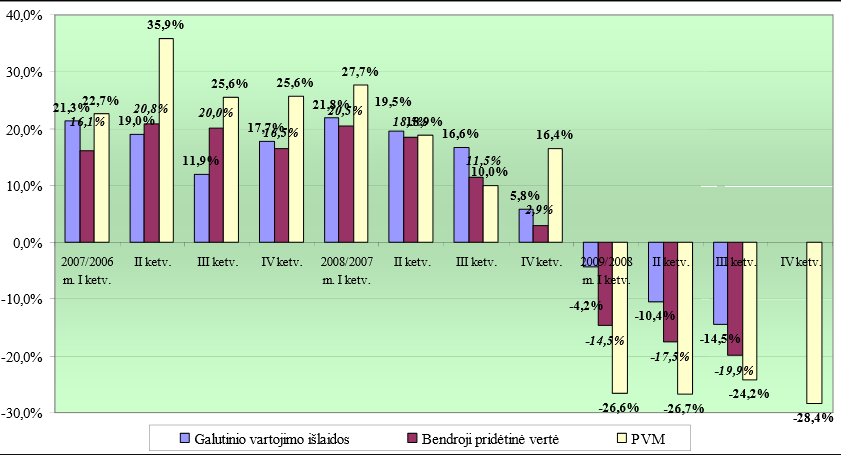 40,0%
30,0%
20,0%
10,0%
0,0%
-10,0%
-20,0%
-30,0%
21,3%
16,1%
22,7%
19,0%
20,8%
35,9%
11,9%
20,0%
25,6%
17,7%
16,5%
25,6%
21,8%
20,5%
27,7%
19,5%
18,9%
16,6%
11,5%
10,0%
5,8%
2,9%
16,4%
-4,2%
-14,5%
-26,6%
-10,4%
-17,5%
-26,7%
-14,5%
-19,9%
-24,2%
-28,4%
2007/2006
m. I ketv.
II ketv.
III ketv.
IV ketv.
2008/2007
m. I ketv.
II ketv.
III ketv.
IV ketv.
2009/2008
m. I ketv.
II ketv.
III ketv.
IV ketv.
Galutinio vartojimo išlaidos
Bendroji pridėtinė vertė
PVM